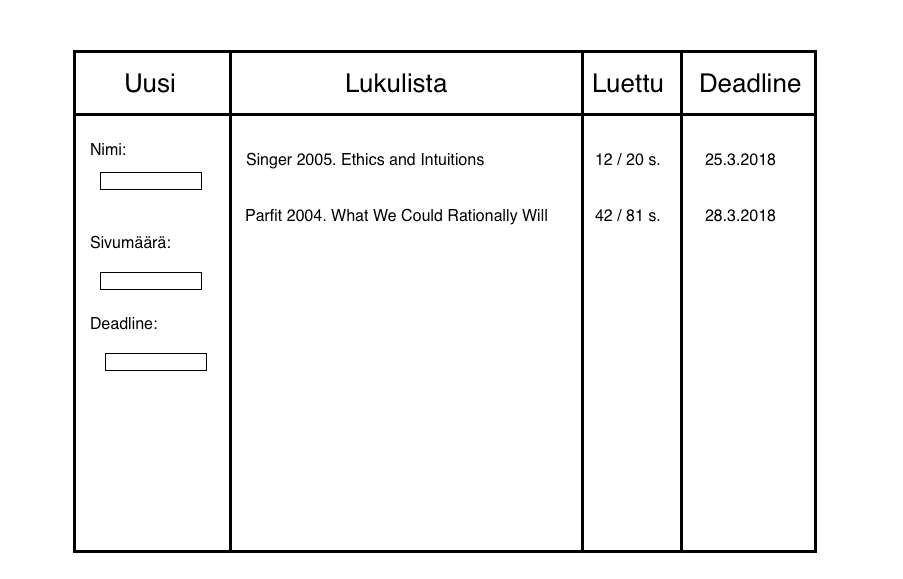 Uusi Lukulista Luettu Deadline
Nimi:
Singer 2005. Ethics and Intuitions 12 / 20 s. 25.3.2018
Parfit 2004. What We Could Rationally Will 42 / 81 s. 28.3.2018
Sivumäärä:
Deadline: